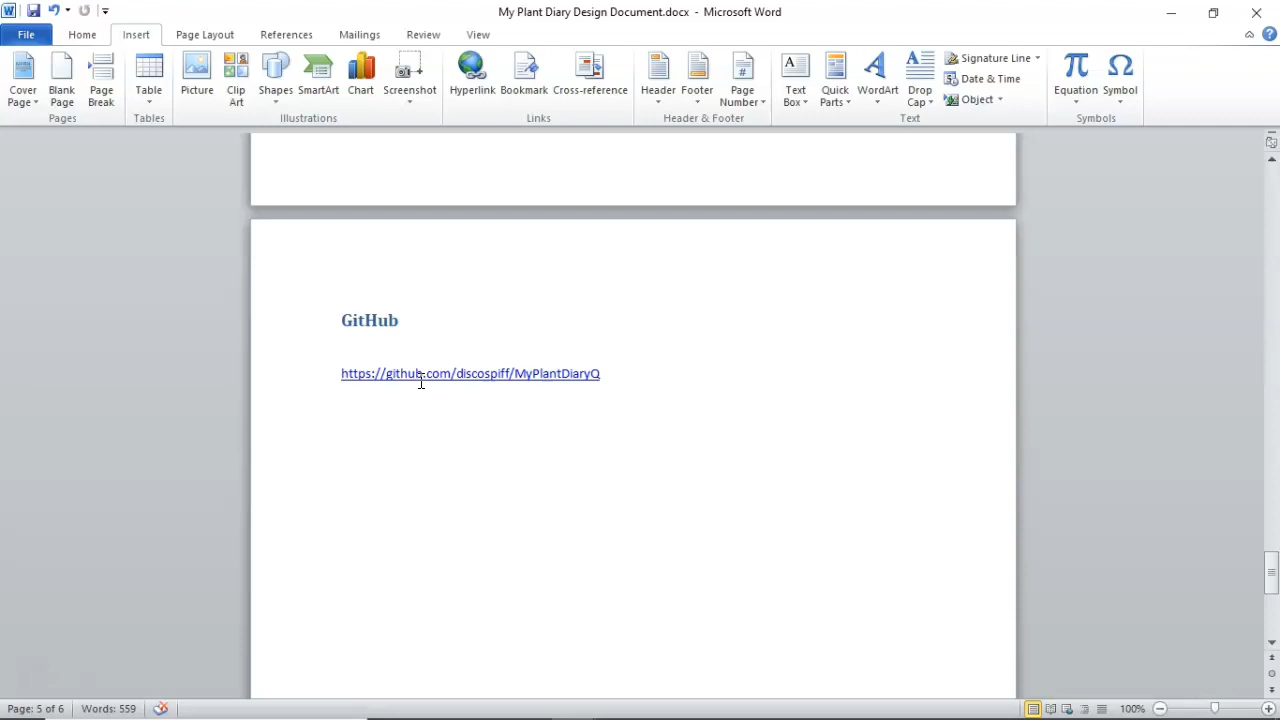 My Plant Diary Design Document.docx - Microsoft Word
File Home Insert Page Layout References Mailings Review View
Cover Page Blank Page Page Break Table Picture Clip Art Shapes SmartArt Chart Screenshot Hyperlink Bookmark Cross-reference Header Footer Page Number Text Box Quick Parts WordArt Drop Cap Signature Line Date & Time Object Equation Symbol
Pages Tables Illustrations Links Header & Footer Text Symbols
GitHub
https://github.com/discospiff/MyPlantDiaryQ
Page: 5 of 6 Words: 559 100%